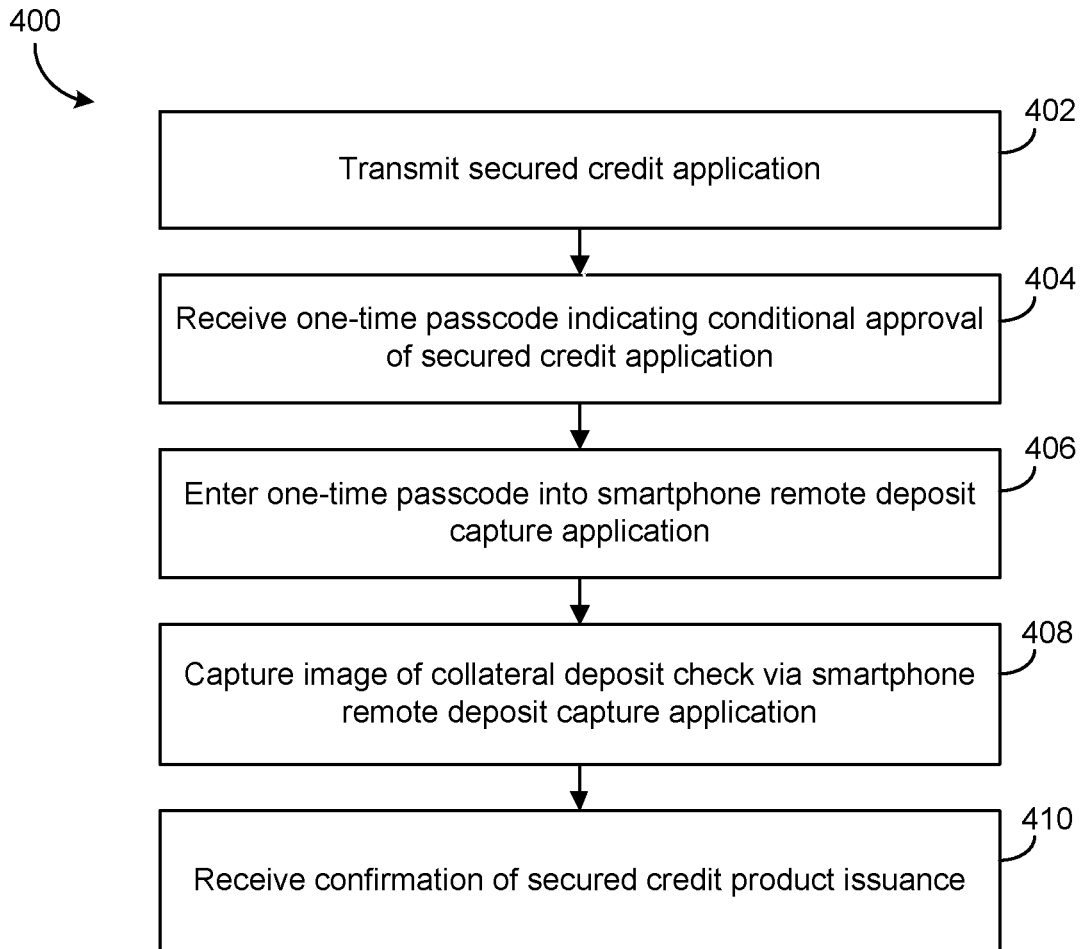 400
402
Transmit secured credit application
404
Receive one-time passcode indicating conditional approval
of secured credit application
406
Enter one-time passcode into smartphone remote deposit
capture application
408
Capture image of collateral deposit check via smartphone
remote deposit capture application
410
Receive confirmation of secured credit product issuance